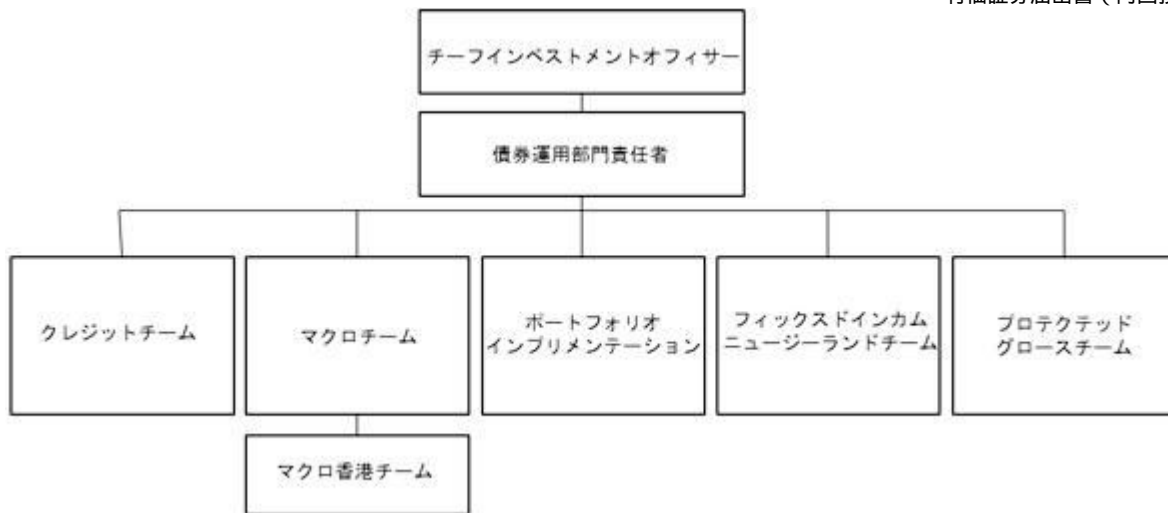 チーフインベストメントオフィサー
債券運用部門責任者
クレジットチーム
マクロチーム
ポートフォリオ
インプリメンテーション
フィックスドインカム
ニュージーランドチーム
プロテクテッド
グロースチーム
マクロ香港チーム